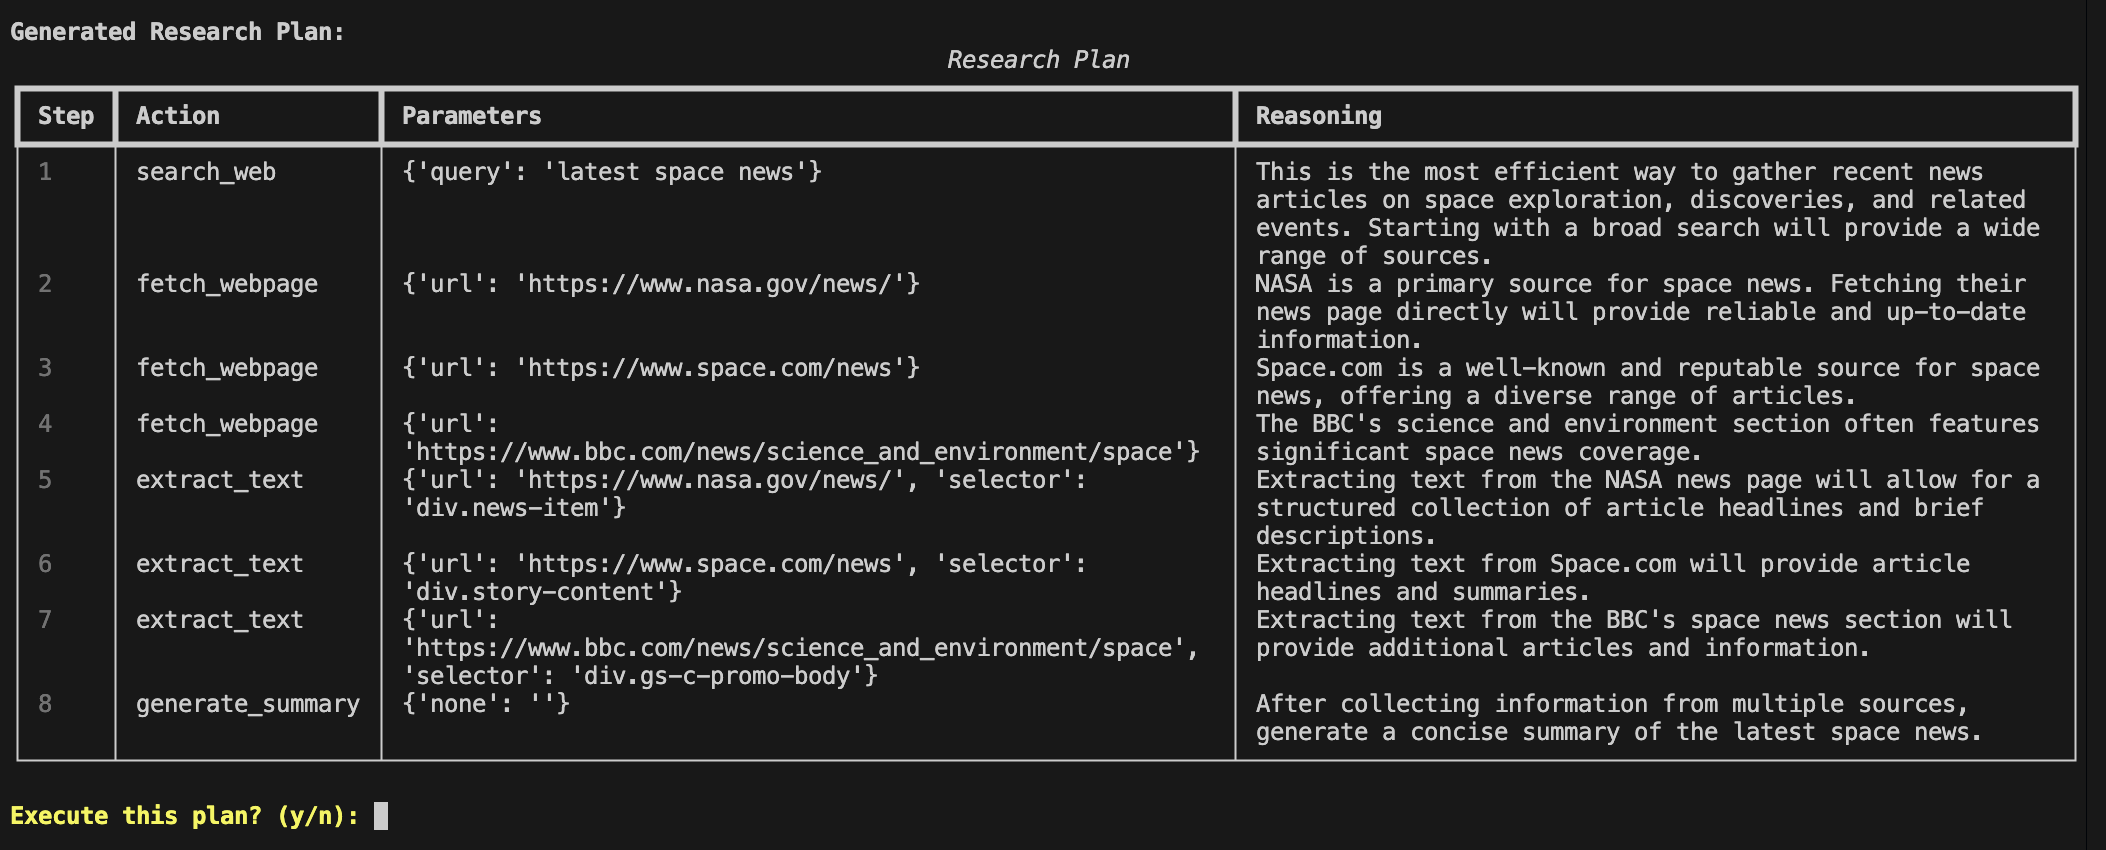 Generated Research Plan:
Research Plan
Step Action Parameters Reasoning
1 search_web {'query': 'latest space news'} This is the most efficient way to gather recent news
articles on space exploration, discoveries, and related
events. Starting with a broad search will provide a wide
range of sources.
2 fetch_webpage {'url': 'https://www.nasa.gov/news/'} NASA is a primary source for space news. Fetching their
news page directly will provide reliable and up-to-date
information.
3 fetch_webpage {'url': 'https://www.space.com/news'} Space.com is a well-known and reputable source for space
news, offering a diverse range of articles.
4 fetch_webpage {'url': The BBC's science and environment section often features
'https://www.bbc.com/news/science_and_environment/space'} significant space news coverage.
5 extract_text {'url': 'https://www.nasa.gov/news/', 'selector': Extracting text from the NASA news page will allow for a
'div.news-item'} structured collection of article headlines and brief
descriptions.
6 extract_text {'url': 'https://www.space.com/news', 'selector': Extracting text from Space.com will provide article
'div.story-content'} headlines and summaries.
7 extract_text {'url': Extracting text from the BBC's space news section will
'https://www.bbc.com/news/science_and_environment/space', provide additional articles and information.
'selector': 'div.gs-c-promo-body'}
8 generate_summary {'none': ''} After collecting information from multiple sources,
generate a concise summary of the latest space news.
Execute this plan? (y/n):